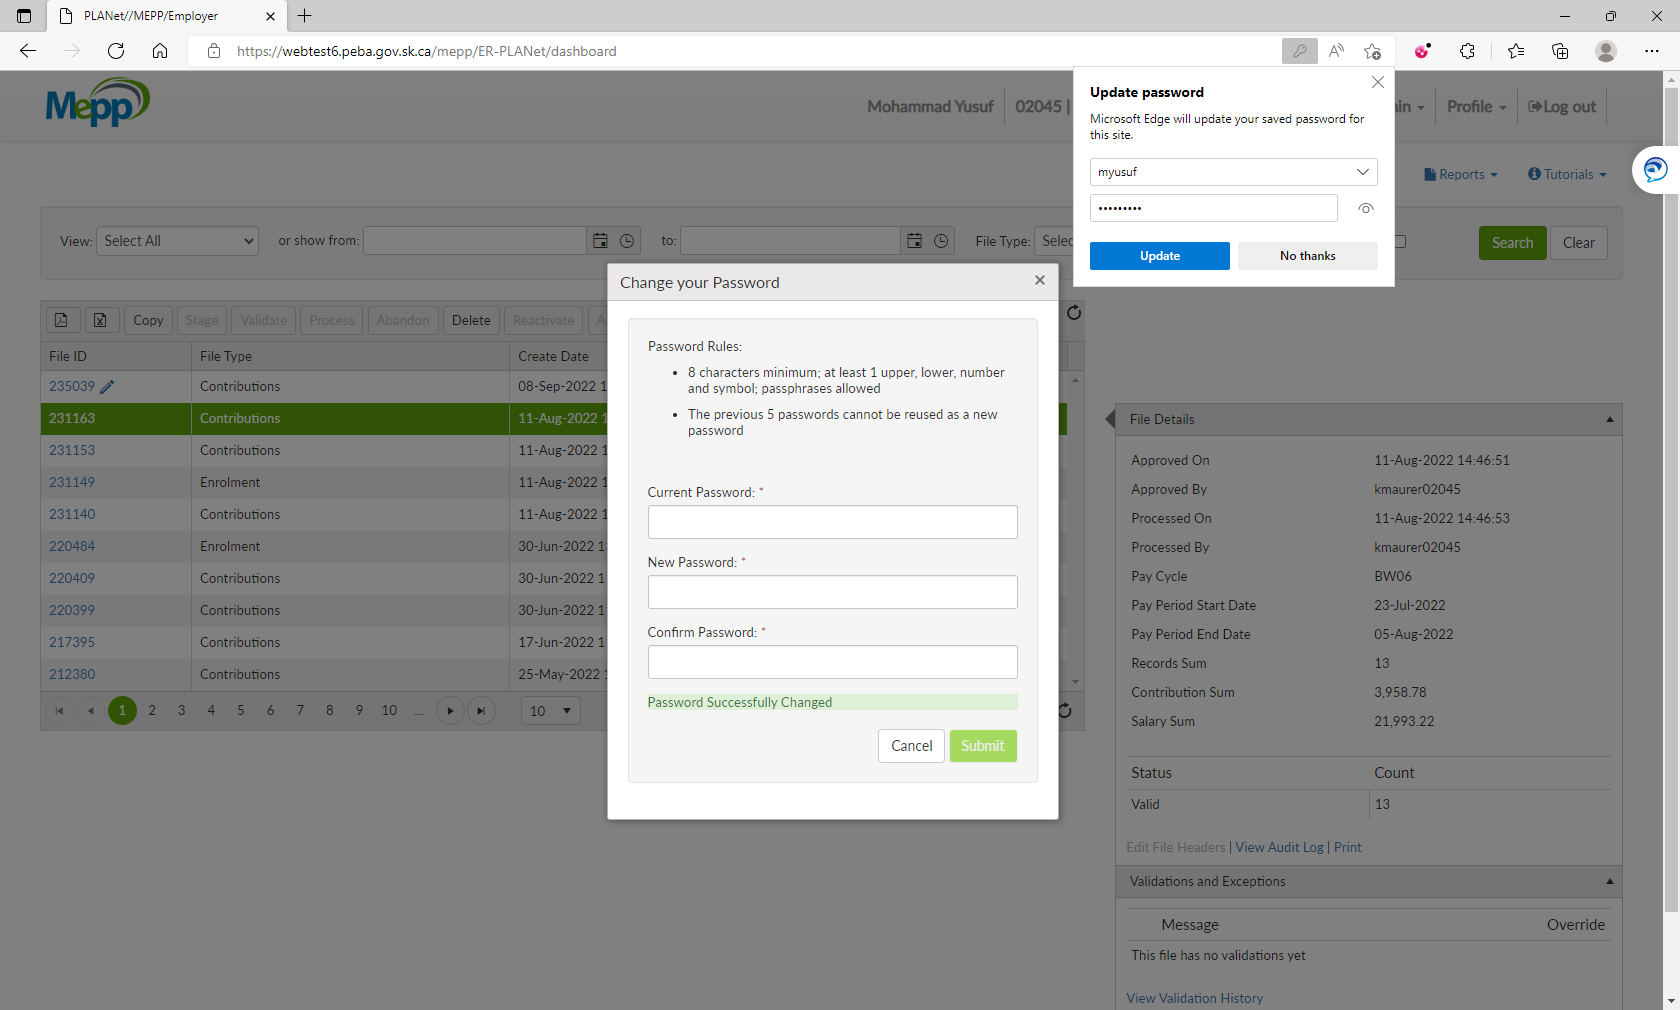 PLANet//MEPP/Employer
https://webtest6.peba.gov.sk.ca/mepp/ER-PLANet/dashboard
Mepp
Mohammad Yusuf
02045 |
Profile
Log out
Update password
Microsoft Edge will update your saved password for
this site.
myusuf
•••••••••
Update
No thanks
Reports
Tutorials
View:
Select All
or show from:
to:
File Type:
Search
Clear
Copy
Stage
Validate
Process
Abandon
Delete
Reactivate
File ID
File Type
Create Date
235039
Contributions
08-Sep-2022 1
231163
Contributions
11-Aug-2022 1
231153
Contributions
11-Aug-2022 1
231149
Enrolment
11-Aug-2022 1
231140
Contributions
11-Aug-2022 1
220484
Enrolment
30-Jun-2022 1
220409
Contributions
30-Jun-2022 1
220399
Contributions
30-Jun-2022 1
217395
Contributions
17-Jun-2022 1
212380
Contributions
25-May-2022 1
1 2 3 4 5 6 7 8 9 10 ...
10
Change your Password
Password Rules:
• 8 characters minimum; at least 1 upper, lower, number
and symbol; passphrases allowed
• The previous 5 passwords cannot be reused as a new
password
Current Password: *
New Password: *
Confirm Password: *
Password Successfully Changed
Cancel
Submit
File Details
Approved On 11-Aug-2022 14:46:51
Approved By kmaurer02045
Processed On 11-Aug-2022 14:46:53
Processed By kmaurer02045
Pay Cycle BW06
Pay Period Start Date 23-Jul-2022
Pay Period End Date 05-Aug-2022
Records Sum 13
Contribution Sum 3,958.78
Salary Sum 21,993.22
Status Count
Valid 13
Edit File Headers | View Audit Log | Print
Validations and Exceptions
Message Override
This file has no validations yet
View Validation History